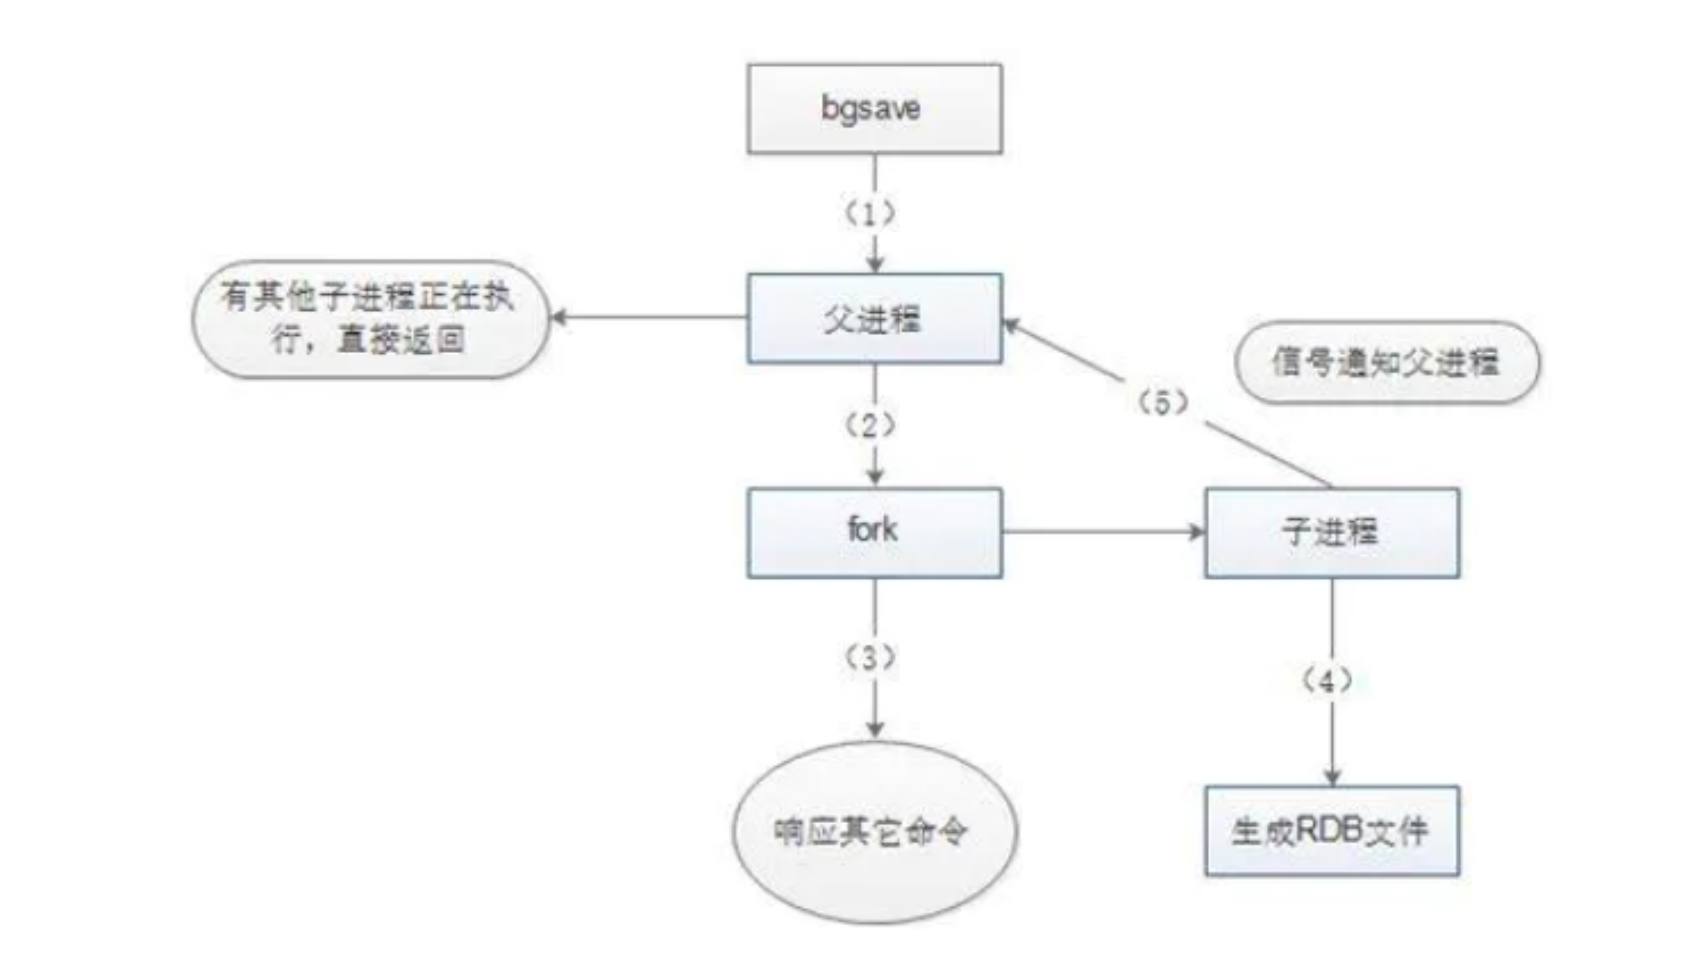 bgsave
（1）
有其他子进程正在执
行，直接返回
父进程
信号通知父进程
（5）
（2）
fork
子进程
（3）
（4）
响应其它命令
生成RDB文件